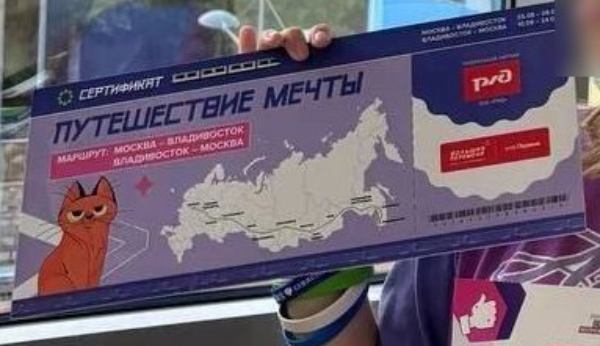 СЕРТИФИКАТ
ПУТЕШЕСТВИЕ МЕЧТЫ
МАРШРУТ: МОСКВА – ВЛАДИВОСТОК
ВЛАДИВОСТОК – МОСКВА
МОСКВА – ВЛАДИВОСТОК
ВЛАДИВОСТОК – МОСКВА
РЖД
БОЛЬШАЯ
ПЕРЕМЕНА